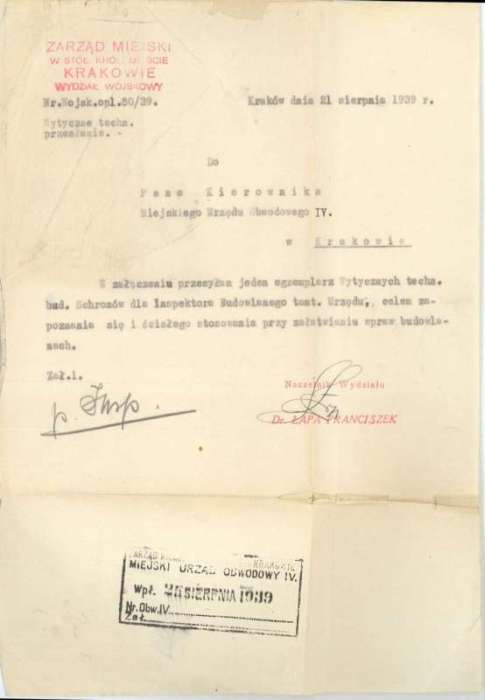 ZARZĄD MIEJSKI
W STOŁ. KRÓL. MIEŚCIE
KRAKOWIE
WYDZIAŁ WOJSKOWY
Nr.Wojsk.opl.80/39.
Kraków dnia 21 sierpnia 1939 r.
Wytyczne techn.
przesłanie.
Do
Pana Kierownika
Miejskiego Urzędu Obwodowego IV.
w Krakowie
W załączeniu przesyłam jeden egzemplarz Wytycznych techn.
bud. Schronów dla Inspektora Budowlanego tamt. Urzędu, celem za-
poznania się i ścisłego stosowania przy załatwianiu spraw budowla-
nach.
Zał.1.
Naczelnik Wydziału
Dr. ŁAPA FRANCISZEK
p. Insp.
MIEJSKI URZĄD OBWODOWY IV.
Wpł. SIERPNIA 1939
Nr.Obw.IV
Zał.